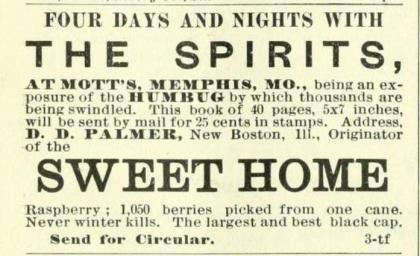 FOUR DAYS AND NIGHTS WITH
THE SPIRITS,
AT MOTT'S, MEMPHIS, MO., being an ex-
posure of the HUMBUG by which thousands are
being swindled. This book of 40 pages, 5x7 inches,
will be sent by mail for 25 cents in stamps. Address,
D. D. PALMER, New Boston, Ill., Originator
of the
SWEET HOME
Raspberry; 1,050 berries picked from one cane.
Never winter kills. The largest and best black cap.
Send for Circular. 3-tf